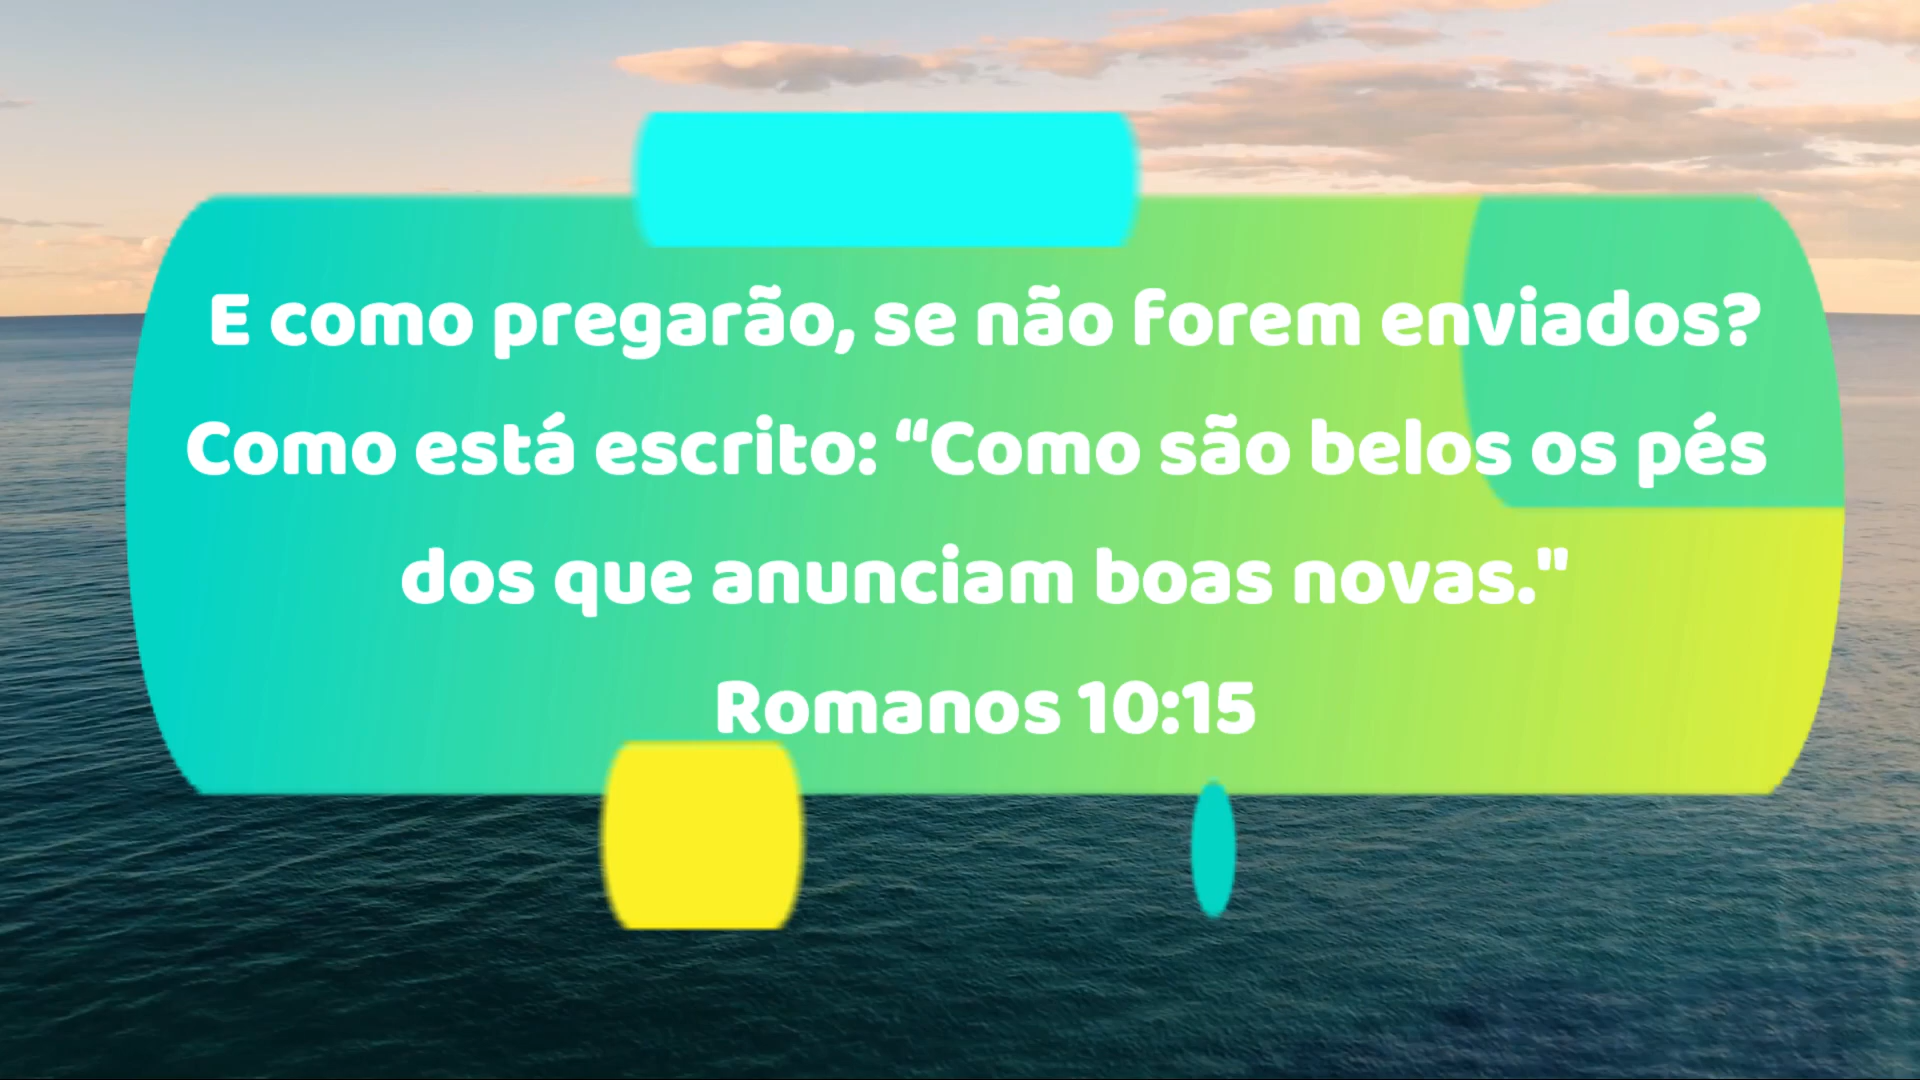 E como pregarão, se não forem enviados?
Como está escrito: “Como são belos os pés
dos que anunciam boas novas."
Romanos 10:15